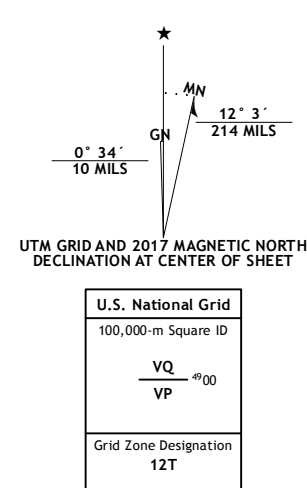 ★
MN
12° 3´
214 MILS
GN
0° 34´
10 MILS
UTM GRID AND 2017 MAGNETIC NORTH
DECLINATION AT CENTER OF SHEET
U.S. National Grid
100,000-m Square ID
VQ
4900
VP
Grid Zone Designation
12T